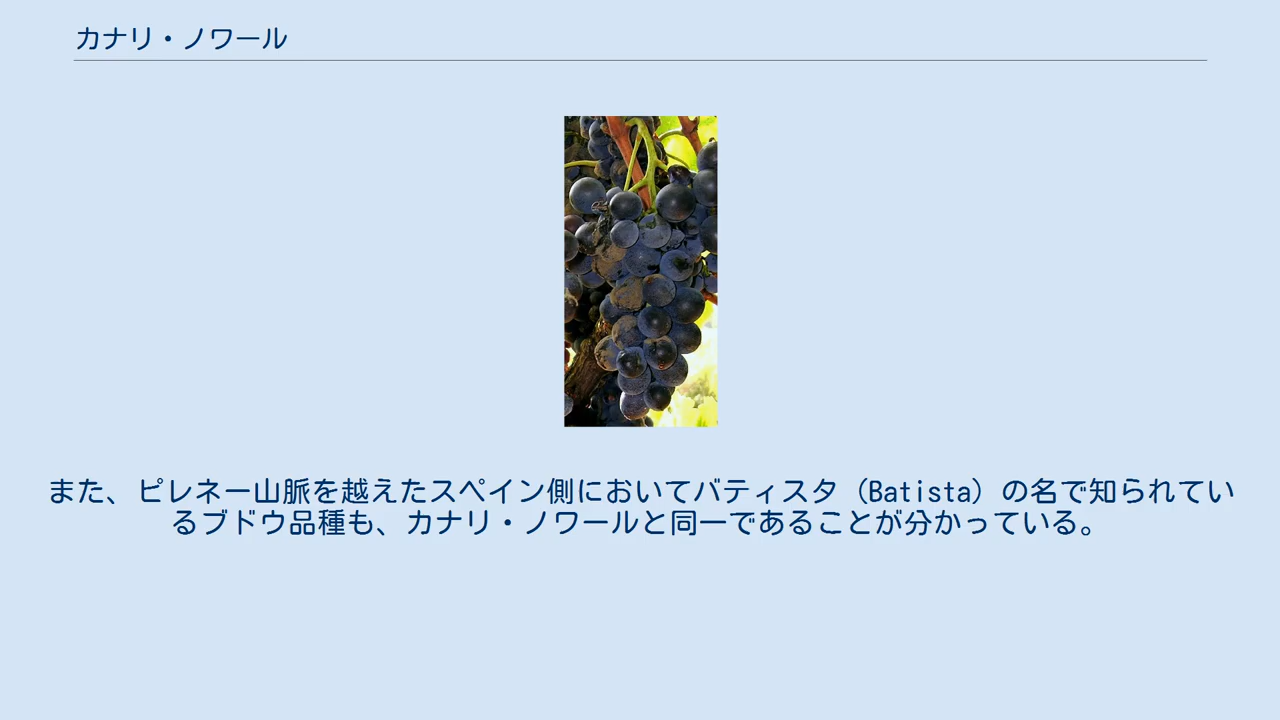 カナリ・ノワール
また、ピレネー山脈を越えたスペイン側においてバティスタ（Batista）の名で知られてい
るブドウ品種も、カナリ・ノワールと同一であることが分かっている。